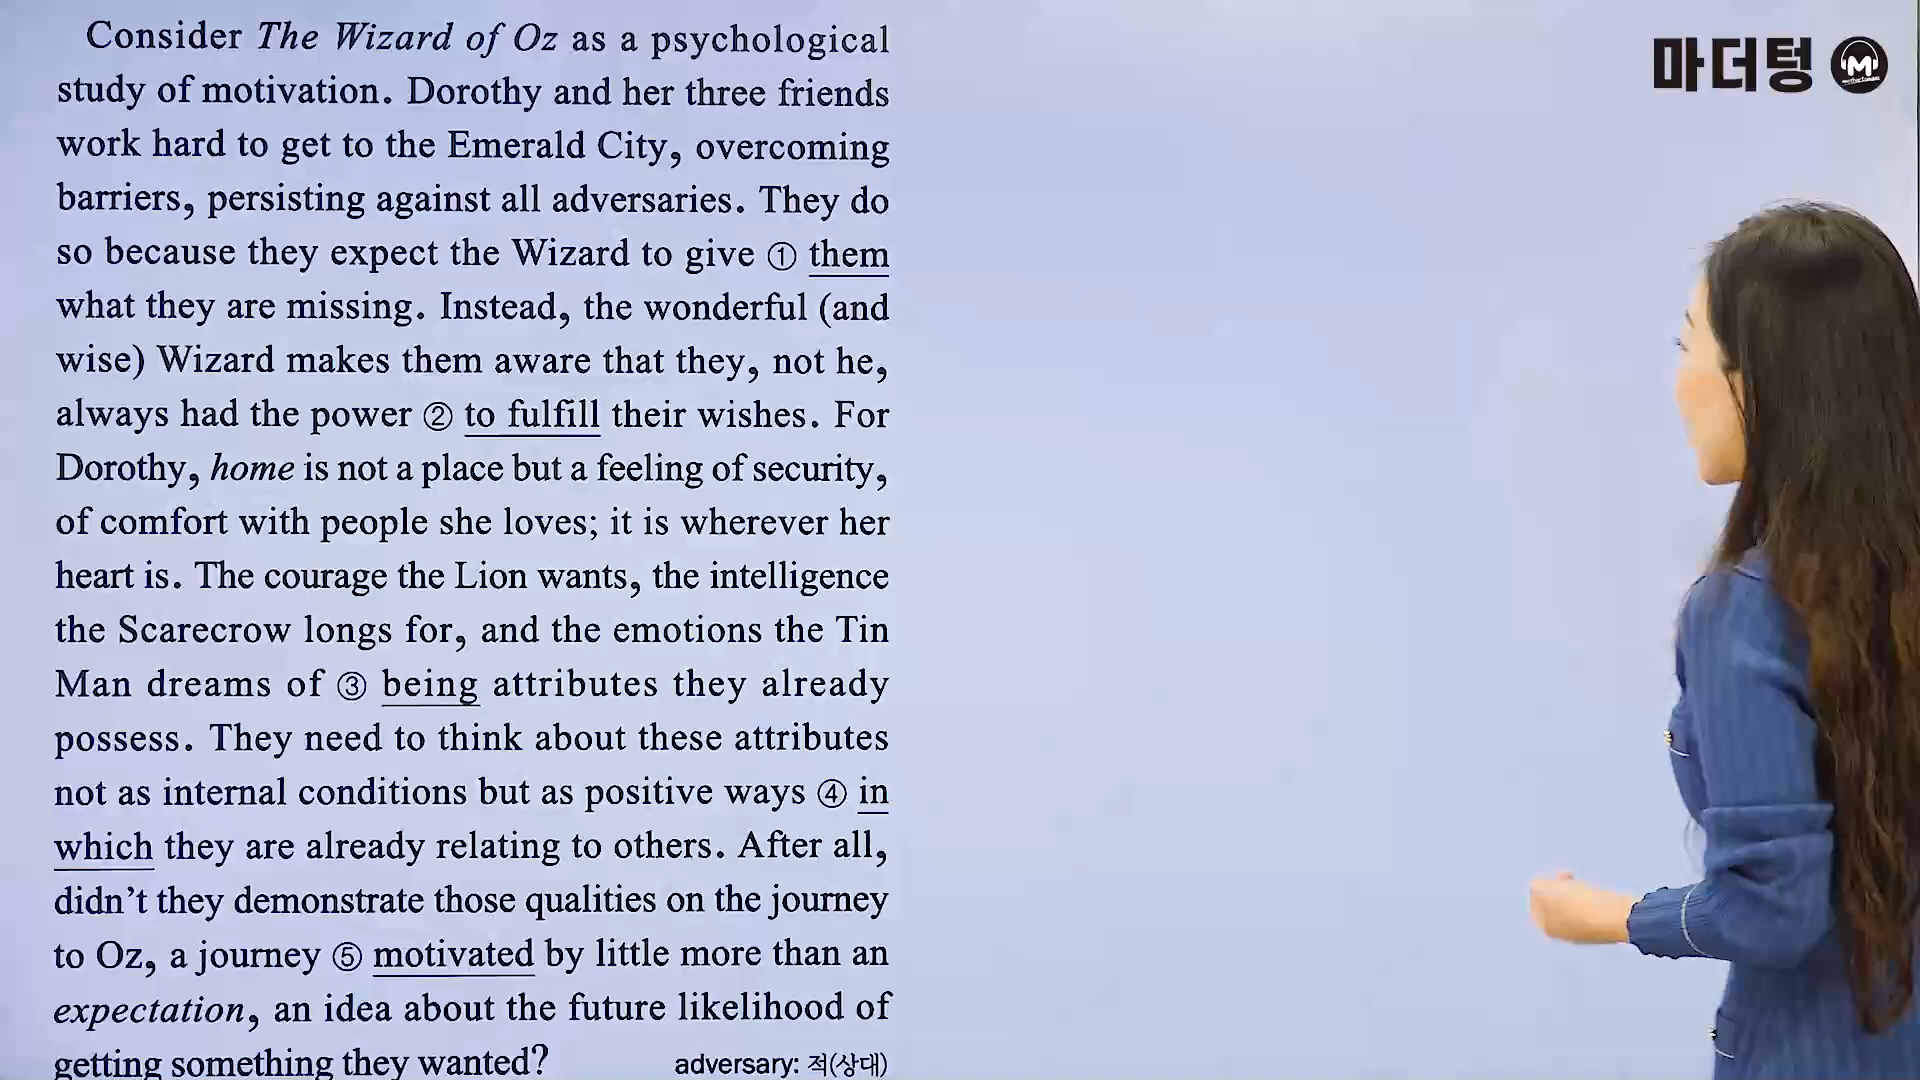 Consider The Wizard of Oz as a psychological
study of motivation. Dorothy and her three friends
work hard to get to the Emerald City, overcoming
barriers, persisting against all adversaries. They do
so because they expect the Wizard to give ① them
what they are missing. Instead, the wonderful (and
wise) Wizard makes them aware that they, not he,
always had the power ② to fulfill their wishes. For
Dorothy, home is not a place but a feeling of security,
of comfort with people she loves; it is wherever her
heart is. The courage the Lion wants, the intelligence
the Scarecrow longs for, and the emotions the Tin
Man dreams of ③ being attributes they already
possess. They need to think about these attributes
not as internal conditions but as positive ways ④ in
which they are already relating to others. After all,
didn't they demonstrate those qualities on the journey
to Oz, a journey ⑤ motivated by little more than an
expectation, an idea about the future likelihood of
getting something they wanted?
adversary: 적(상대)
마더텅
M